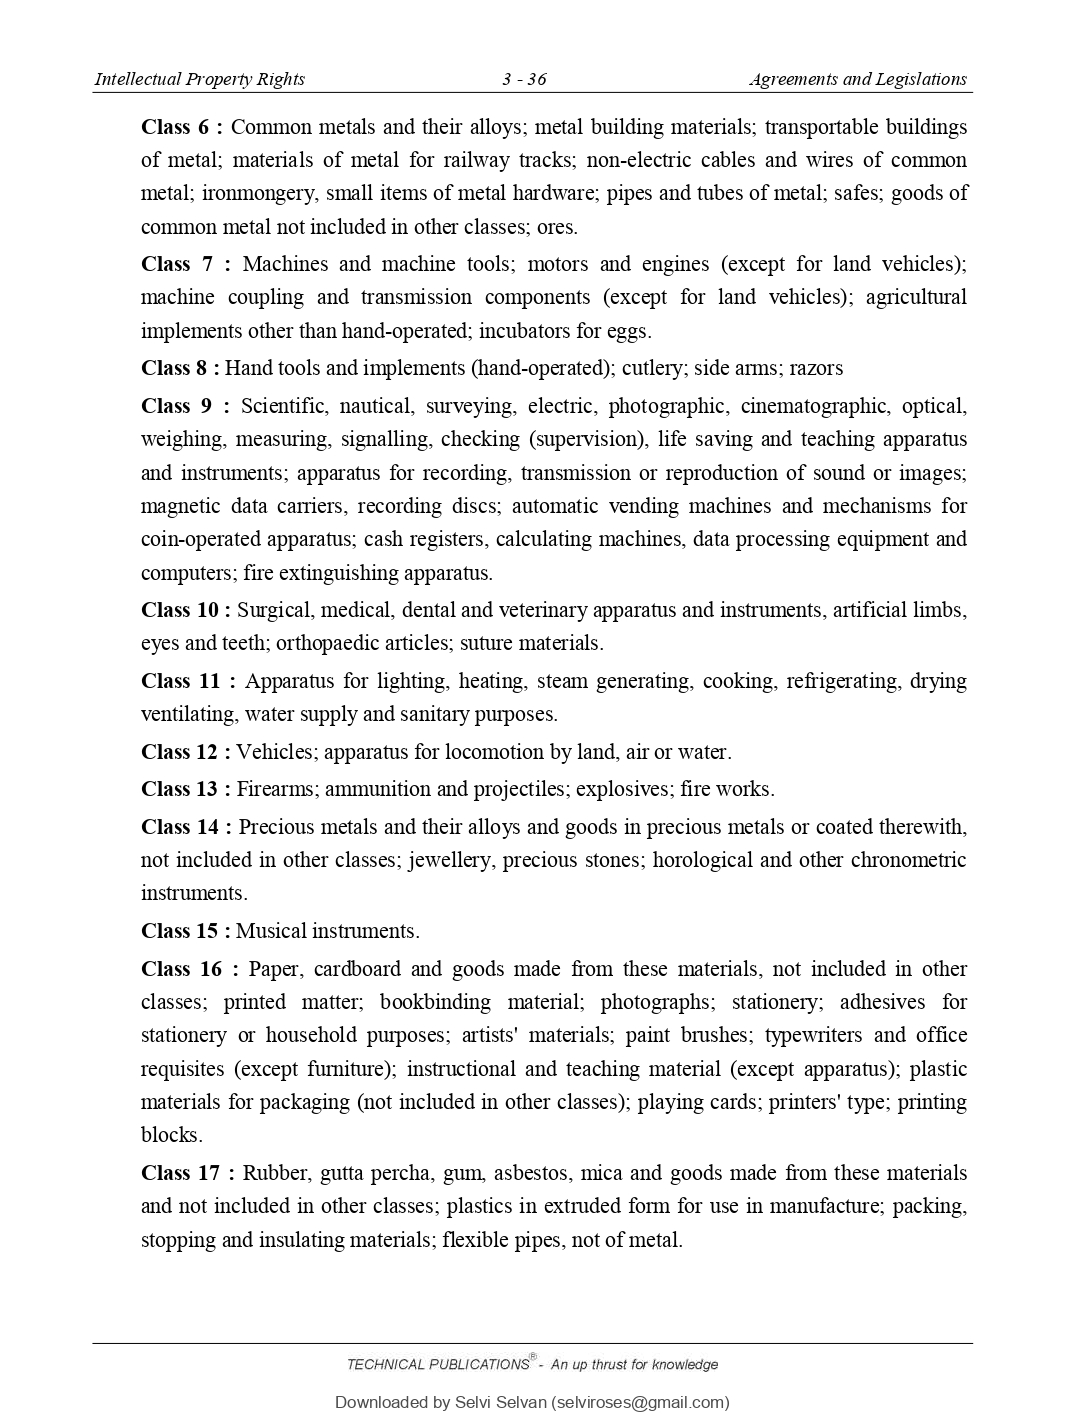 Intellectual Property Rights 3 - 36 Agreements and Legislations
Class 6 : Common metals and their alloys; metal building materials; transportable buildings
of metal; materials of metal for railway tracks; non-electric cables and wires of common
metal; ironmongery, small items of metal hardware; pipes and tubes of metal; safes; goods of
common metal not included in other classes; ores.
Class 7 : Machines and machine tools; motors and engines (except for land vehicles);
machine coupling and transmission components (except for land vehicles); agricultural
implements other than hand-operated; incubators for eggs.
Class 8 : Hand tools and implements (hand-operated); cutlery; side arms; razors
Class 9 : Scientific, nautical, surveying, electric, photographic, cinematographic, optical,
weighing, measuring, signalling, checking (supervision), life saving and teaching apparatus
and instruments; apparatus for recording, transmission or reproduction of sound or images;
magnetic data carriers, recording discs; automatic vending machines and mechanisms for
coin-operated apparatus; cash registers, calculating machines, data processing equipment and
computers; fire extinguishing apparatus.
Class 10 : Surgical, medical, dental and veterinary apparatus and instruments, artificial limbs,
eyes and teeth; orthopaedic articles; suture materials.
Class 11 : Apparatus for lighting, heating, steam generating, cooking, refrigerating, drying
ventilating, water supply and sanitary purposes.
Class 12 : Vehicles; apparatus for locomotion by land, air or water.
Class 13 : Firearms; ammunition and projectiles; explosives; fire works.
Class 14 : Precious metals and their alloys and goods in precious metals or coated therewith,
not included in other classes; jewellery, precious stones; horological and other chronometric
instruments.
Class 15 : Musical instruments.
Class 16 : Paper, cardboard and goods made from these materials, not included in other
classes; printed matter; bookbinding material; photographs; stationery; adhesives for
stationery or household purposes; artists' materials; paint brushes; typewriters and office
requisites (except furniture); instructional and teaching material (except apparatus); plastic
materials for packaging (not included in other classes); playing cards; printers' type; printing
blocks.
Class 17 : Rubber, gutta percha, gum, asbestos, mica and goods made from these materials
and not included in other classes; plastics in extruded form for use in manufacture; packing,
stopping and insulating materials; flexible pipes, not of metal.
TECHNICAL PUBLICATIONS® - An up thrust for knowledge
Downloaded by Selvi Selvan (selviroses@gmail.com)